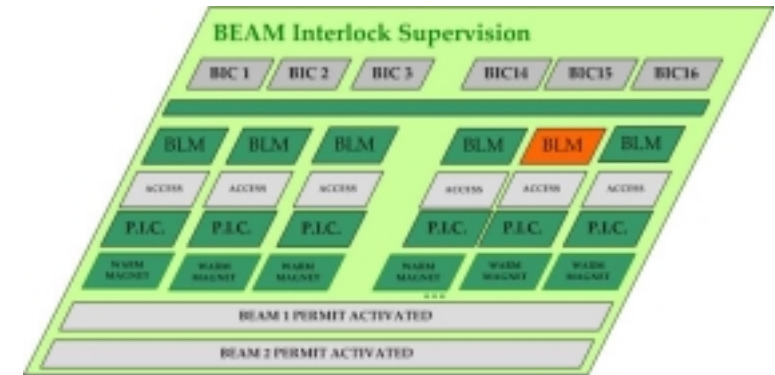 BEAM Interlock Supervision
BIC 1 BIC 2 BIC 3 BIC14 BIC15 BIC16
BLM BLM BLM BLM BLM BLM
ACCESS ACCESS ACCESS ACCESS ACCESS ACCESS
P.I.C. P.I.C. P.I.C. P.I.C. P.I.C. P.I.C.
WARM WARM WARM WARM WARM WARM
MAGNET MAGNET MAGNET MAGNET MAGNET MAGNET
...
BEAM 1 PERMIT ACTIVATED
BEAM 2 PERMIT ACTIVATED